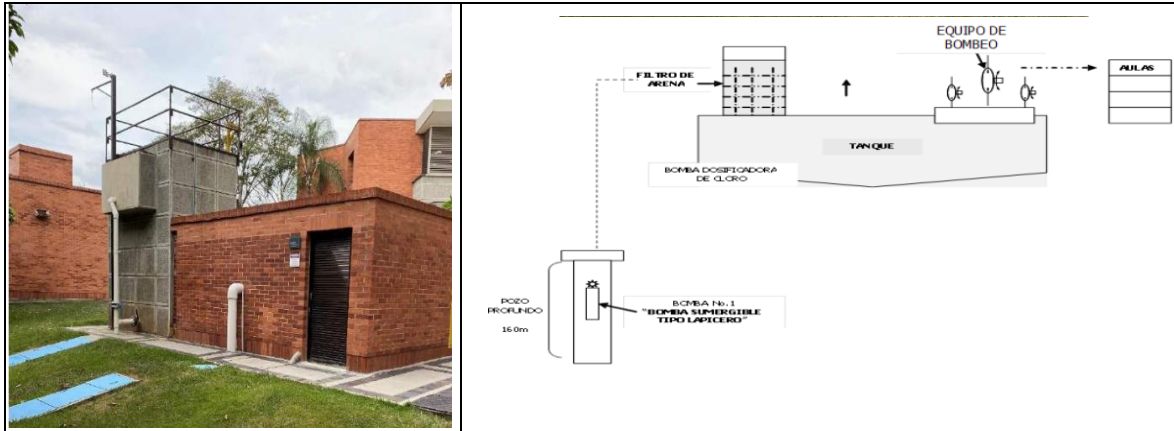 EQUIPO DE
BOMBEO
FILTRO DE
ARENA
AULAS
TANQUE
BOMBA DOSIFICADORA
DE CLORO
POZO
PROFUNDO
160m
BOMBA No.1
“BOMBA SUMERGIBLE
TIPO LAPICERO”